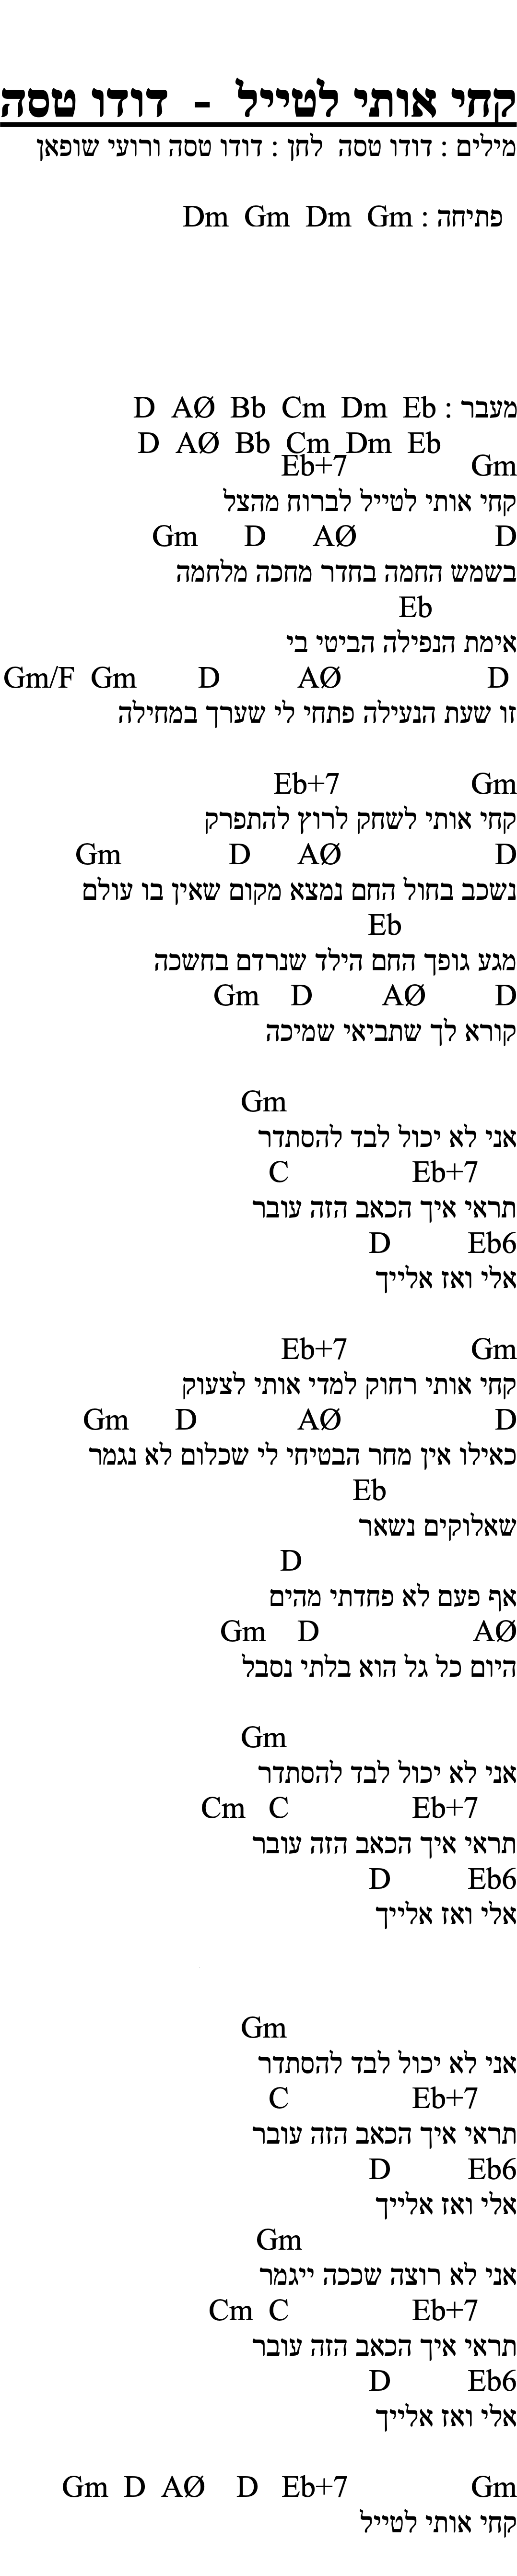 קחי אותי לטייל - דודו טסה
מילים : דודו טסה לחן : דודו טסה ורועי שופאן
פתיחה : Dm Gm Dm Gm
מעבר : D AØ Bb Cm Dm Eb
D AØ Bb Cm Dm Eb
Eb+7 Gm
קחי אותי לטייל לברוח מהצל
Gm D AØ D
בשמש החמה בחדר מחכה מלחמה
Eb
אימת הנפילה הביטי בי
Gm/F Gm D AØ D
זו שעת הנעילה פתחי לי שערך במחילה
Eb+7 Gm
קחי אותי לשחק לרוץ להתפרק
Gm D AØ D
נשכב בחול החם נמצא מקום שאין בו עולם
Eb
מגע גופך החם הילד שנרדם בחשכה
Gm D AØ D
קורא לך שתביאי שמיכה
Gm
אני לא יכול לבד להסתדר
C Eb+7
תראי איך הכאב הזה עובר
D Eb6
אלי ואז אלייך
Eb+7 Gm
קחי אותי רחוק למדי אותי לצעוק
Gm D AØ D
כאילו אין מחר הבטיחי לי שכלום לא נגמר
Eb
שאלוקים נשאר
D
אף פעם לא פחדתי מהים
Gm D AØ
היום כל גל הוא בלתי נסבל
Gm
אני לא יכול לבד להסתדר
Cm C Eb+7
תראי איך הכאב הזה עובר
D Eb6
אלי ואז אלייך
Gm
אני לא יכול לבד להסתדר
C Eb+7
תראי איך הכאב הזה עובר
D Eb6
אלי ואז אלייך
Gm
אני לא רוצה שככה ייגמר
Cm C Eb+7
תראי איך הכאב הזה עובר
D Eb6
אלי ואז אלייך
Gm D AØ D Eb+7 Gm
קחי אותי לטייל